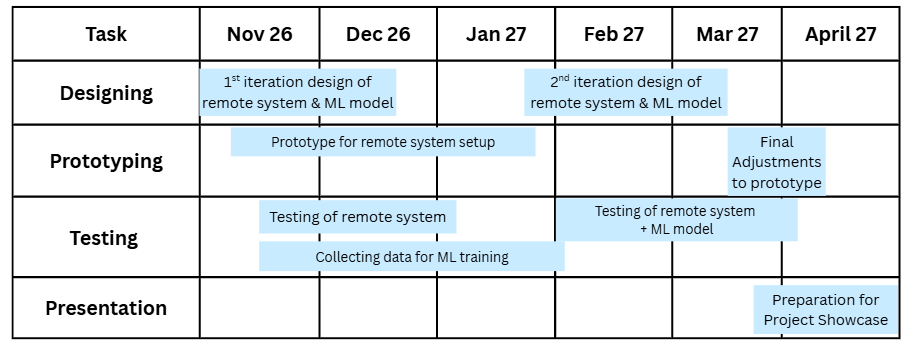 Task Nov 26 Dec 26 Jan 27 Feb 27 Mar 27 April 27
Designing
1st iteration design of
remote system & ML model
2nd iteration design of
remote system & ML model
Prototyping
Prototype for remote system setup
Final
Adjustments
to prototype
Testing
Testing of remote system
Testing of remote system
+ ML model
Collecting data for ML training
Presentation
Preparation for
Project Showcase